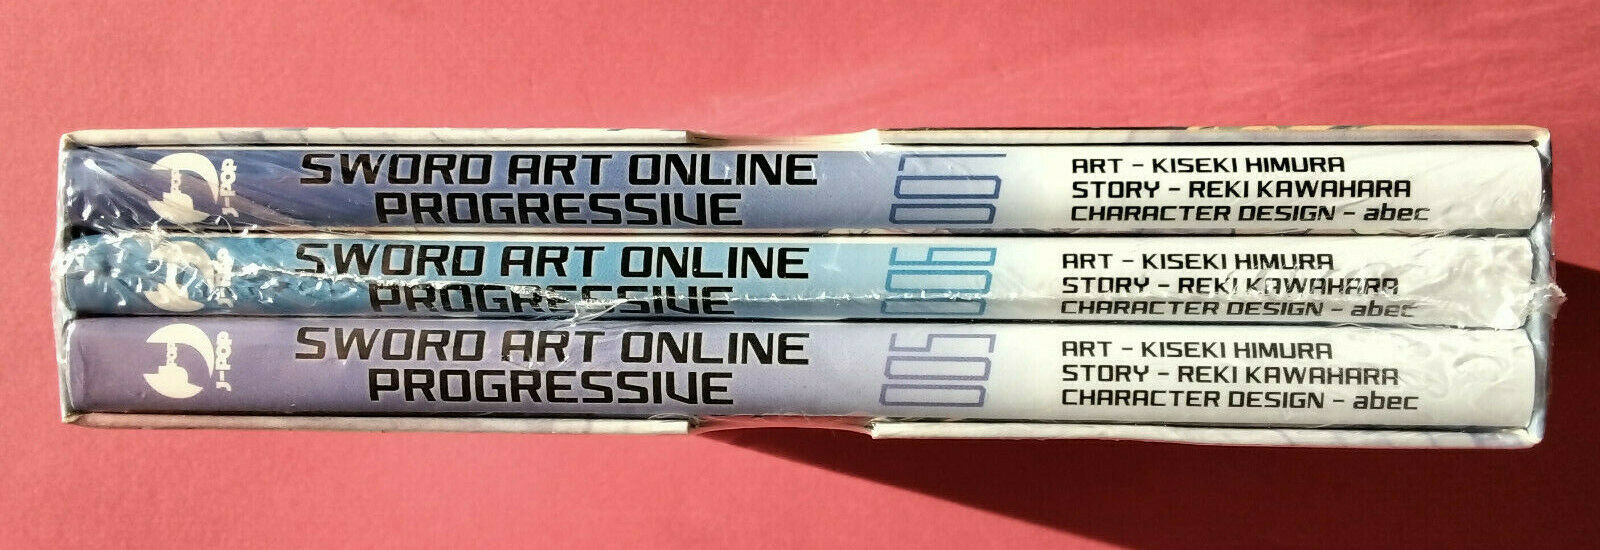 J-POP
SWORD ART ONLINE
PROGRESSIVE
007
ART - KISEKI HIMURA
STORY - REKI KAWAHARA
CHARACTER DESIGN - abec
J-POP
SWORD ART ONLINE
PROGRESSIVE
006
ART - KISEKI HIMURA
STORY - REKI KAWAHARA
CHARACTER DESIGN - abec
J-POP
SWORD ART ONLINE
PROGRESSIVE
005
ART - KISEKI HIMURA
STORY - REKI KAWAHARA
CHARACTER DESIGN - abec